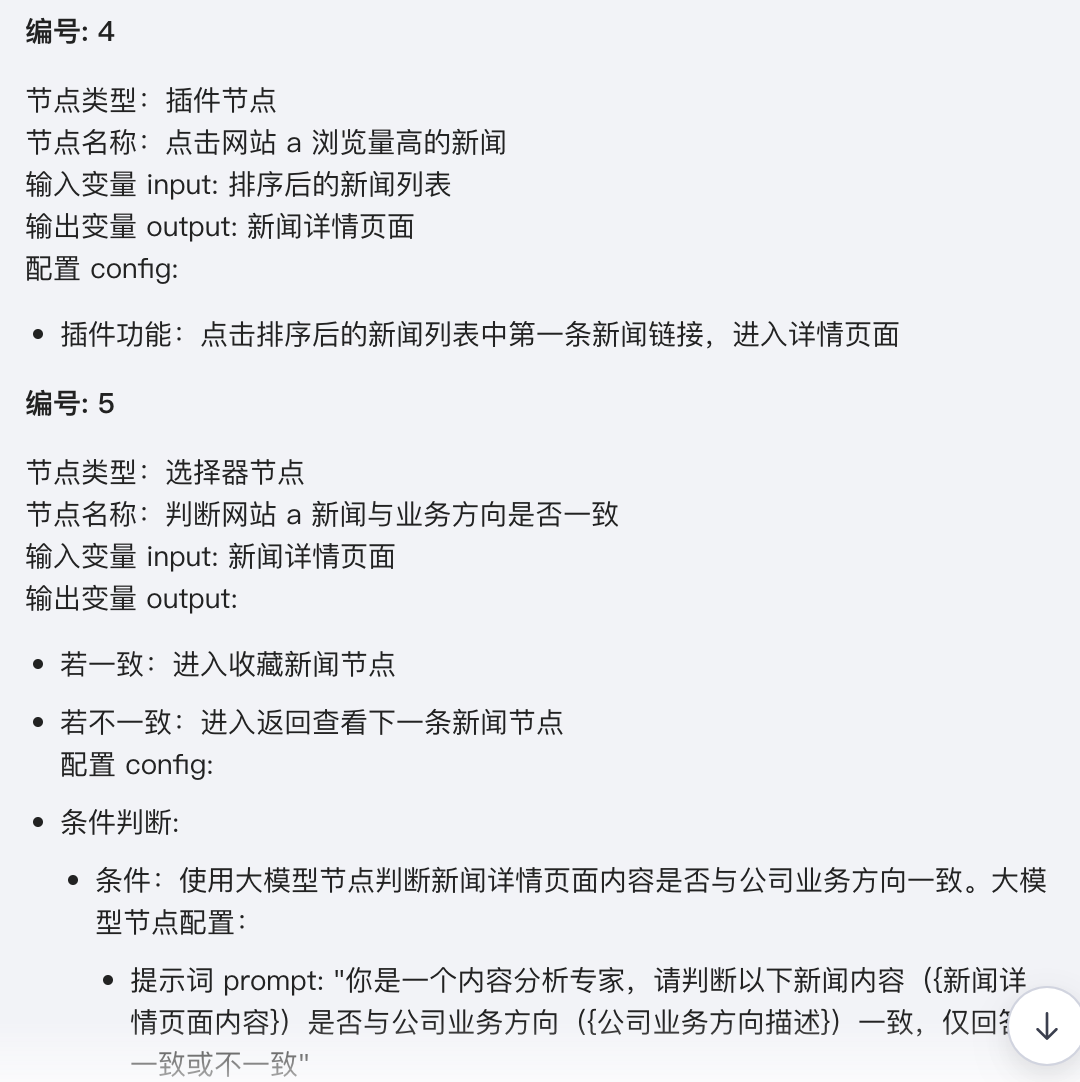 编号: 4
节点类型：插件节点
节点名称：点击网站 a 浏览量高的新闻
输入变量 input: 排序后的新闻列表
输出变量 output: 新闻详情页面
配置 config:
• 插件功能：点击排序后的新闻列表中第一条新闻链接，进入详情页面
编号: 5
节点类型：选择器节点
节点名称：判断网站 a 新闻与业务方向是否一致
输入变量 input: 新闻详情页面
输出变量 output:
• 若一致：进入收藏新闻节点
• 若不一致：进入返回查看下一条新闻节点
配置 config:
• 条件判断:
• 条件：使用大模型节点判断新闻详情页面内容是否与公司业务方向一致。大模
型节点配置：
• 提示词 prompt: "你是一个内容分析专家，请判断以下新闻内容（{新闻详
情页面内容}）是否与公司业务方向（{公司业务方向描述}）一致，仅回答
一致或不一致"